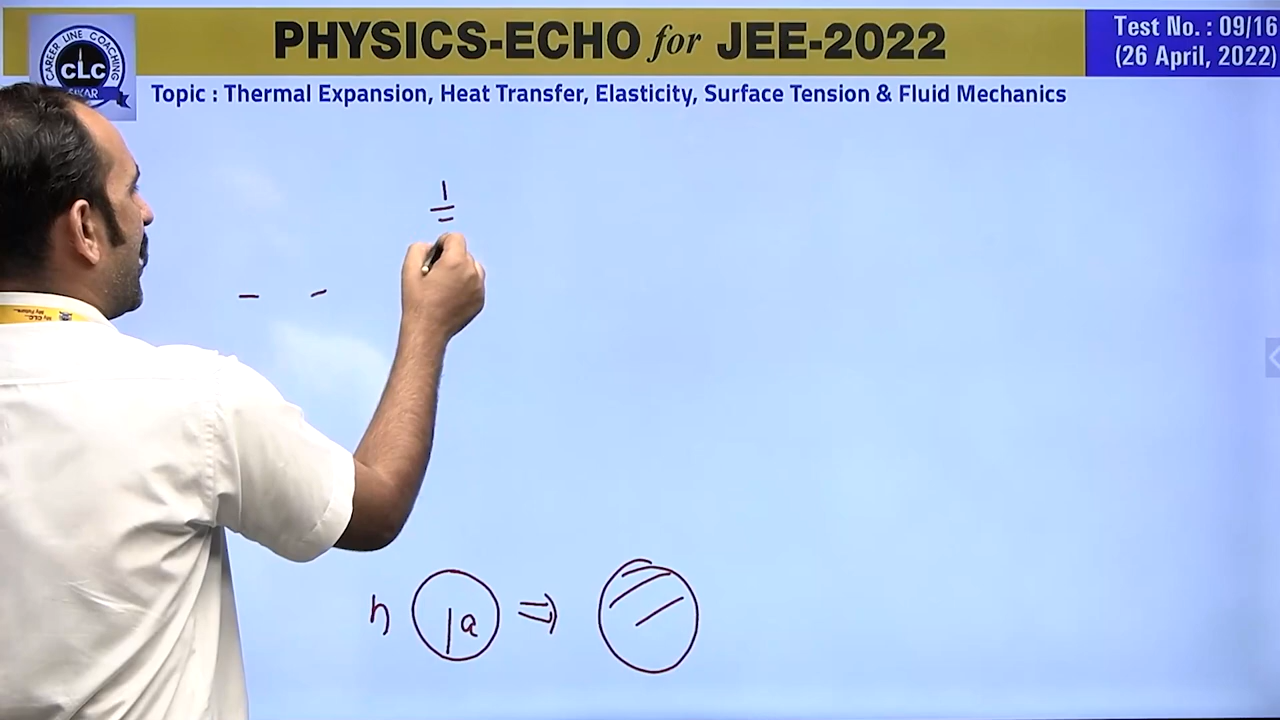 PHYSICS-ECHO for JEE-2022
Test No. : 09/16
(26 April, 2022)
CAREER LINE COACHING
CLC
SIKAR
Topic : Thermal Expansion, Heat Transfer, Elasticity, Surface Tension & Fluid Mechanics
1
n a ⇒